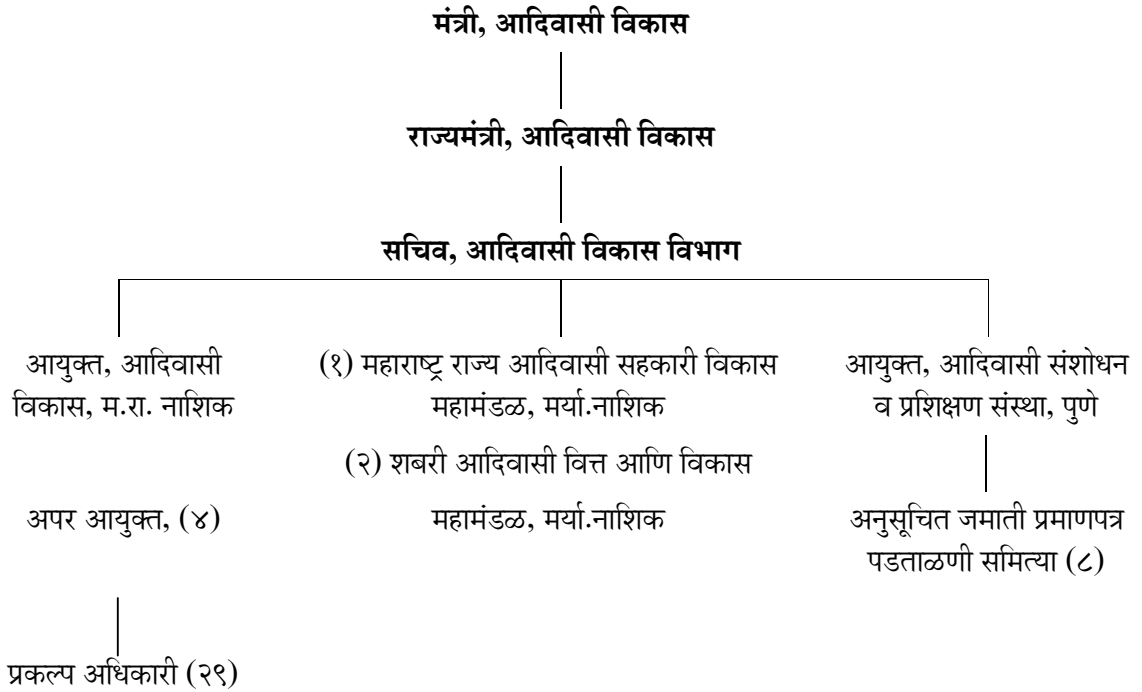 मंत्री, आदिवासी विकास
राज्यमंत्री, आदिवासी विकास
सचिव, आदिवासी विकास विभाग
आयुक्त, आदिवासी
विकास, म.रा. नाशिक
अपर आयुक्त, (४)
प्रकल्प अधिकारी (२९)
(१) महाराष्ट्र राज्य आदिवासी सहकारी विकास
महामंडळ, मर्या.नाशिक
(२) शबरी आदिवासी वित्त आणि विकास
महामंडळ, मर्या.नाशिक
आयुक्त, आदिवासी संशोधन
व प्रशिक्षण संस्था, पुणे
अनुसूचित जमाती प्रमाणपत्र
पडताळणी समित्या (८)